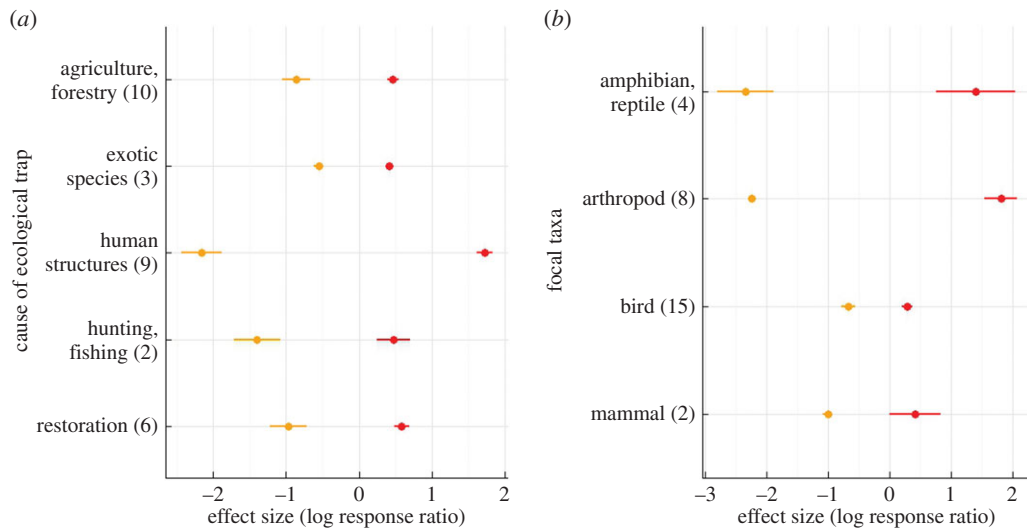 (a)
cause of ecological trap
agriculture,
forestry (10)
exotic
species (3)
human
structures (9)
hunting,
fishing (2)
restoration (6)
−2 −1 0 1 2
effect size (log response ratio)
(b)
focal taxa
amphibian,
reptile (4)
arthropod (8)
bird (15)
mammal (2)
−3 −2 −1 0 1 2
effect size (log response ratio)